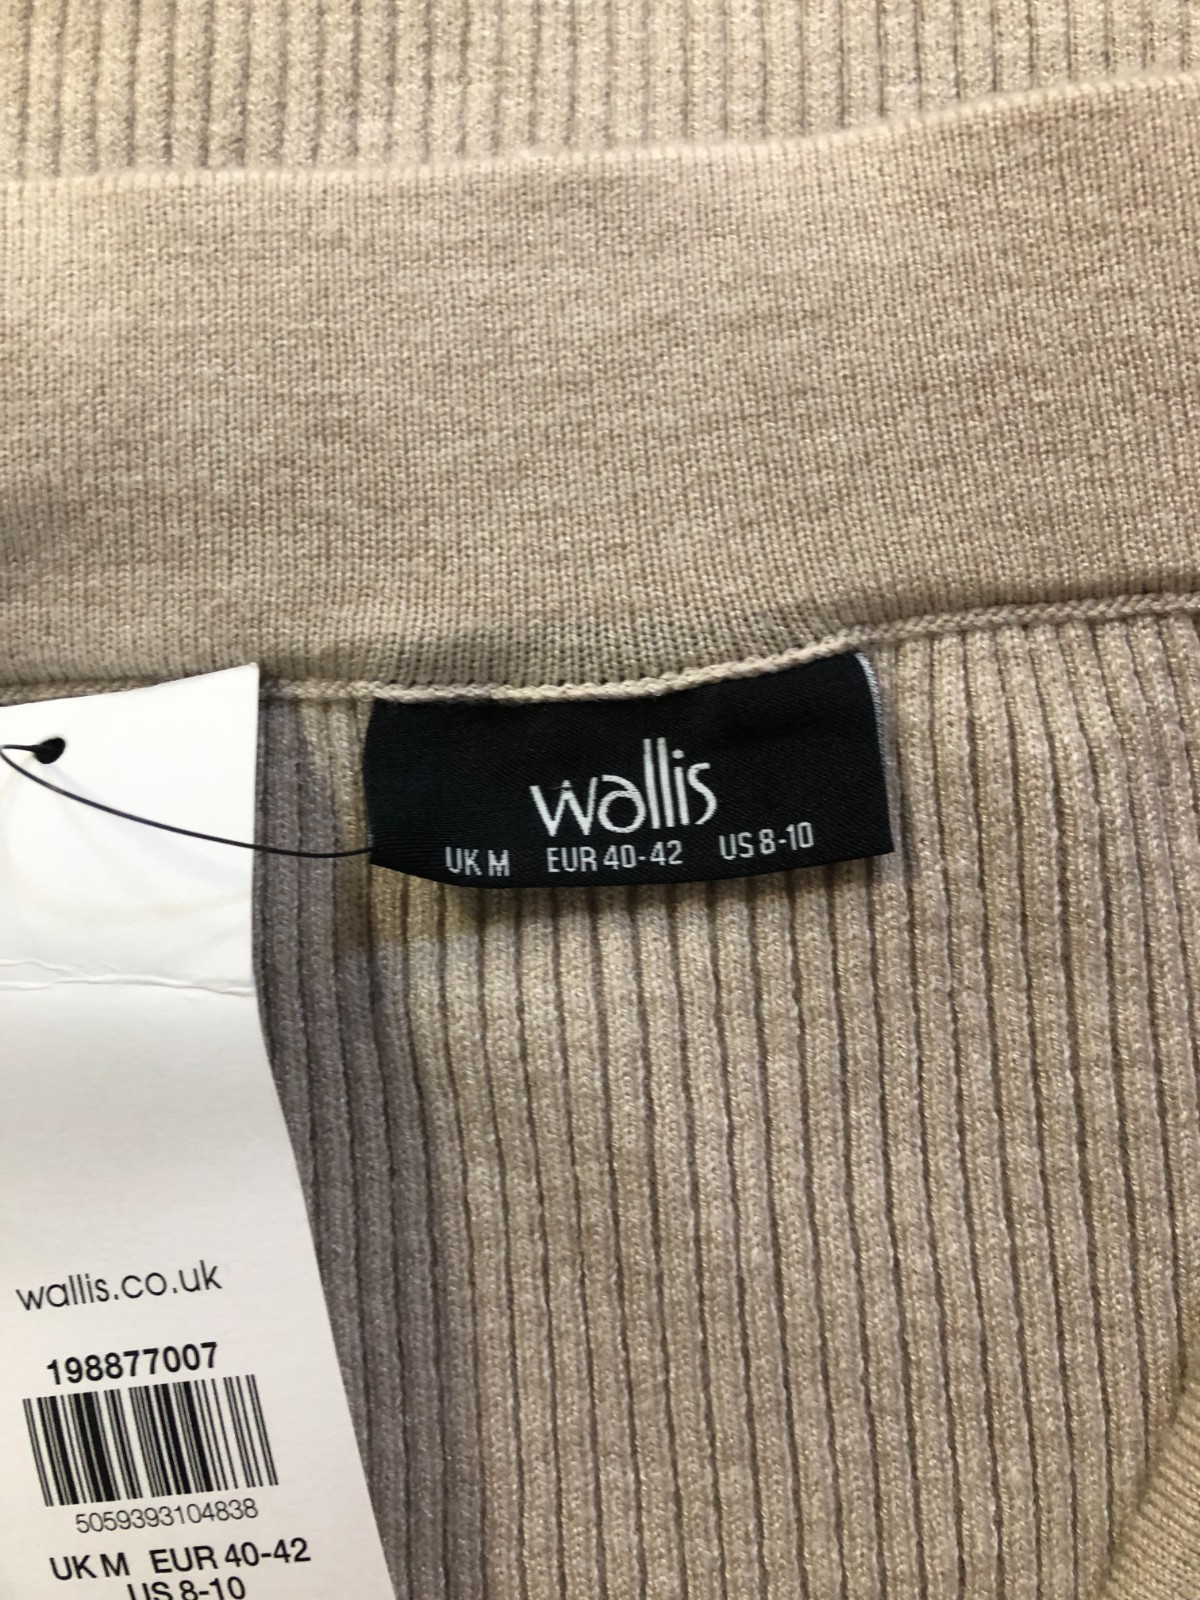 wallis
UK M EUR 40-42 US 8-10
wallis.co.uk
198877007
5059393104838
UK M EUR 40-42
US 8-10